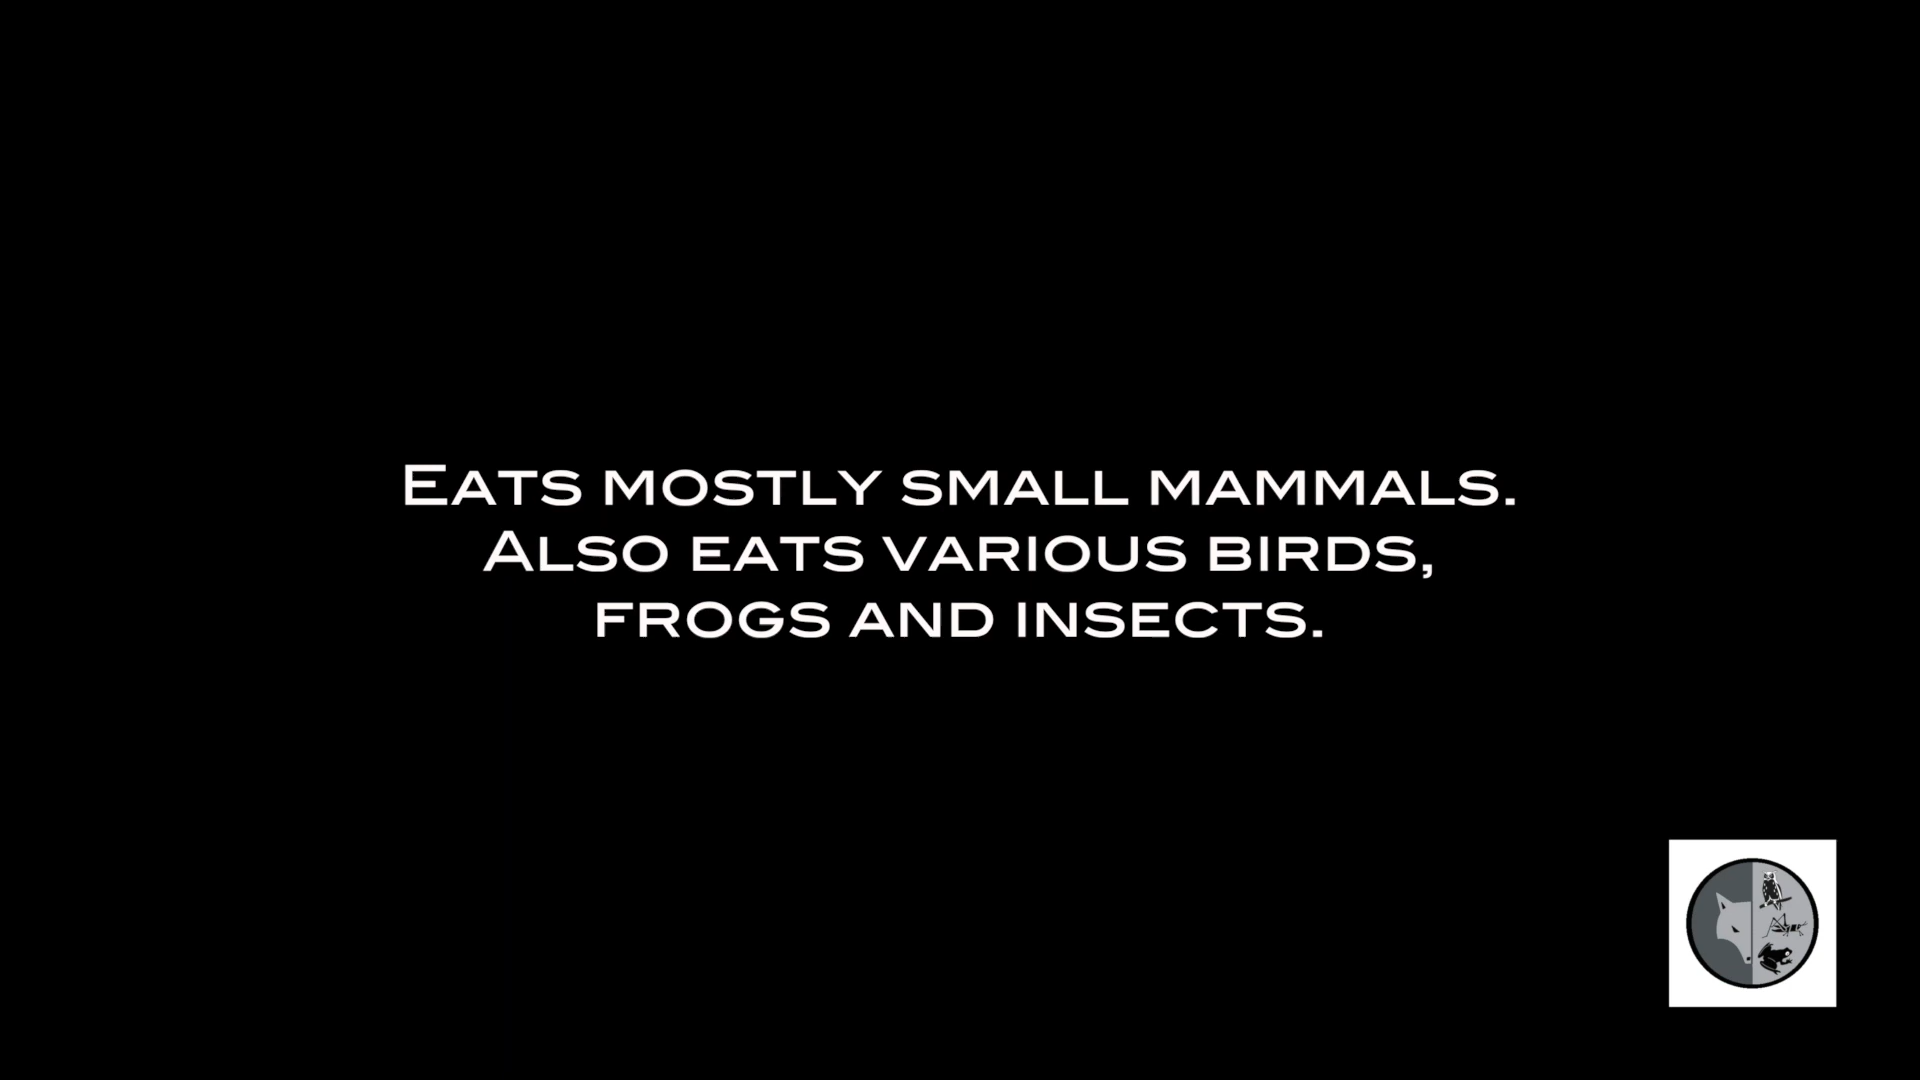 Eats mostly small mammals.
Also eats various birds,
frogs and insects.